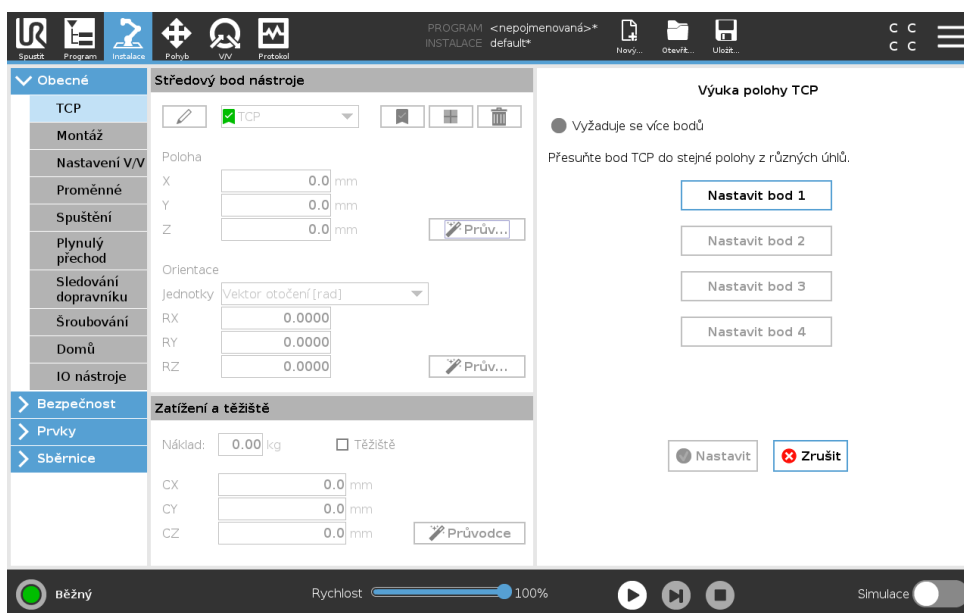 UR
Spustit
Program
Instalace
Pohyb
V/V
Protokol
PROGRAM <nepojmenovaná>*
INSTALACE default*
Nový...
Otevřít...
Uložit...
C C
C C
Obecné
TCP
Montáž
Nastavení V/V
Proměnné
Spuštění
Plynulý
přechod
Sledování
dopravníku
Šroubování
Domů
IO nástroje
Bezpečnost
Prvky
Sběrnice
Středový bod nástroje
TCP
Poloha
X 0.0 mm
Y 0.0 mm
Z 0.0 mm
Prův...
Orientace
Jednotky Vektor otočení [rad]
RX 0.0000
RY 0.0000
RZ 0.0000
Prův...
Zatížení a těžiště
Náklad: 0.00 kg
Těžiště
CX 0.0 mm
CY 0.0 mm
CZ 0.0 mm
Průvodce
Výuka polohy TCP
Vyžaduje se více bodů
Přesuňte bod TCP do stejné polohy z různých úhlů.
Nastavit bod 1
Nastavit bod 2
Nastavit bod 3
Nastavit bod 4
Nastavit
Zrušit
Běžný
Rychlost 100%
Simulace